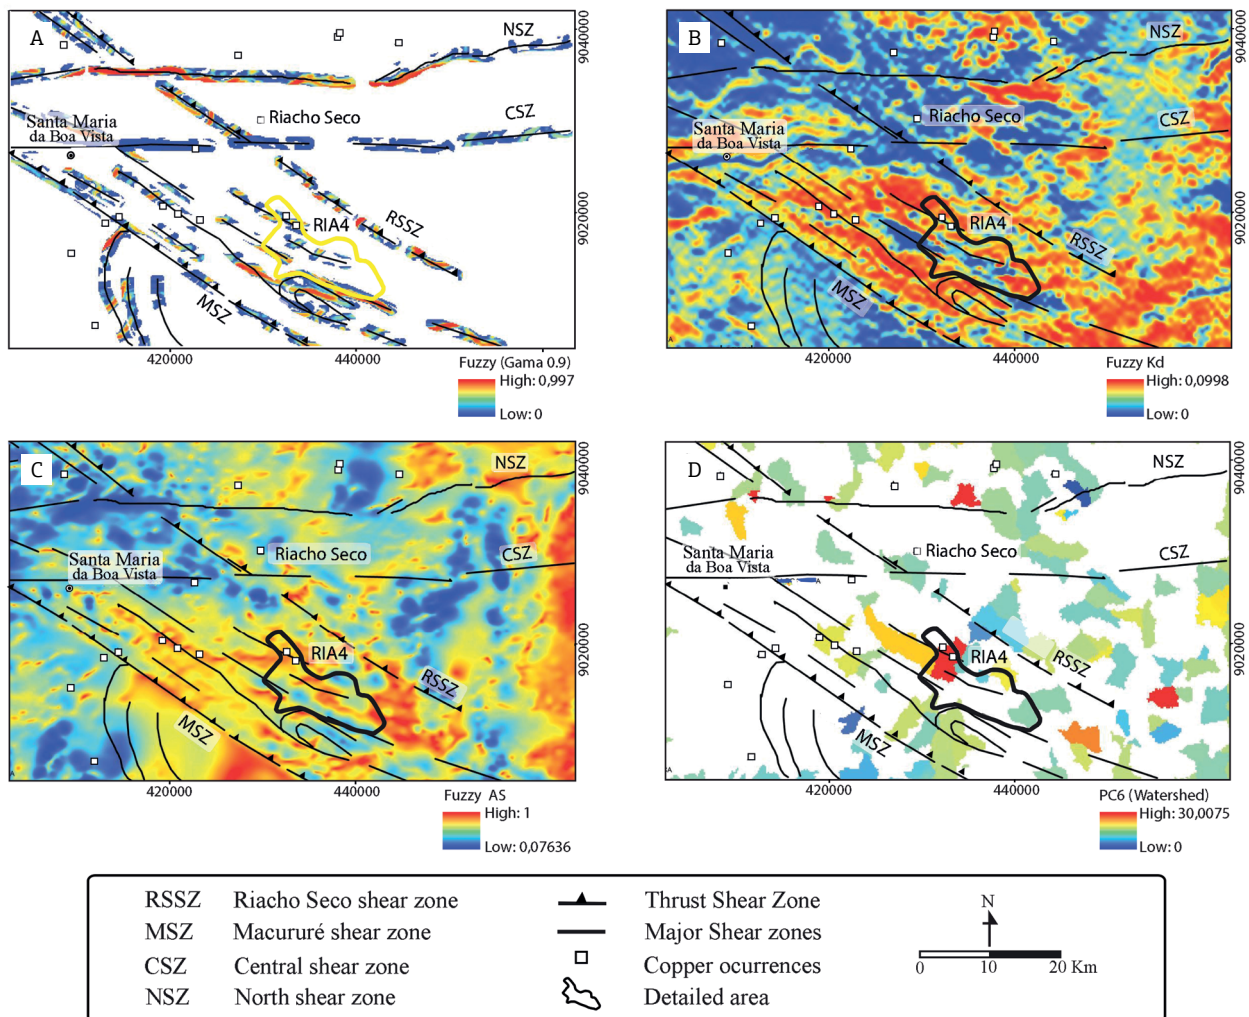 A
NSZ
Riacho Seco
CSZ
Santa Maria
da Boa Vista
RIA4
RSSZ
MSZ
9040000
9020000
420000
440000
Fuzzy (Gama 0.9)
High: 0,997
Low: 0
B
NSZ
Riacho Seco
CSZ
Santa Maria
da Boa Vista
RIA4
RSSZ
MSZ
A
9040000
9020000
420000
440000
Fuzzy Kd
High: 0,0998
Low: 0
C
NSZ
Riacho Seco
CSZ
Santa Maria
da Boa Vista
RIA4
RSSZ
MSZ
A
9040000
9020000
420000
440000
Fuzzy AS
High: 1
Low: 0,07636
D
NSZ
Riacho Seco
CSZ
Santa Maria
da Boa Vista
A
RIA4
RSSZ
MSZ
A
9040000
9020000
420000
440000
PC6 (Watershed)
High: 30,0075
Low: 0
RSSZ Riacho Seco shear zone
MSZ Macururé shear zone
CSZ Central shear zone
NSZ North shear zone
Thrust Shear Zone
Major Shear zones
Copper ocurrences
Detailed area
N
0 10 20 Km